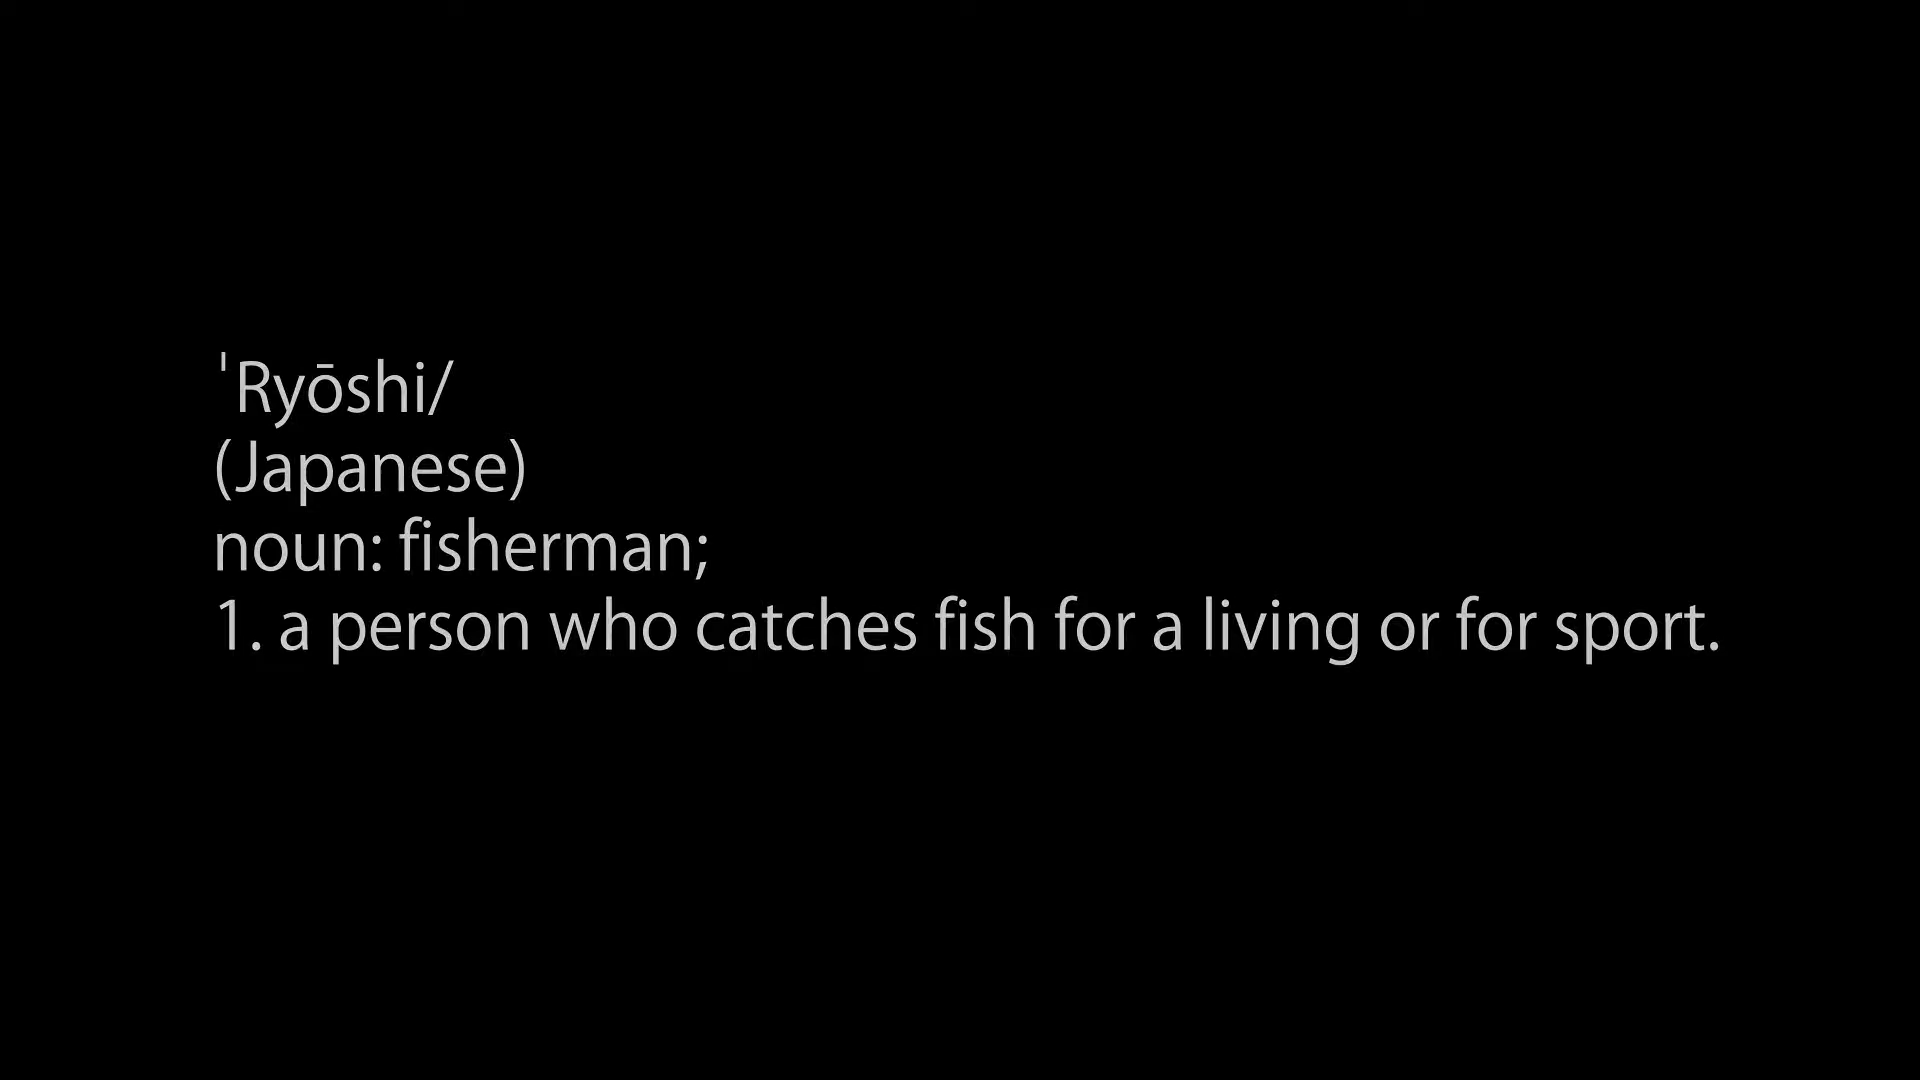 ˈRyōshi/
(Japanese)
noun: fisherman;
1. a person who catches fish for a living or for sport.